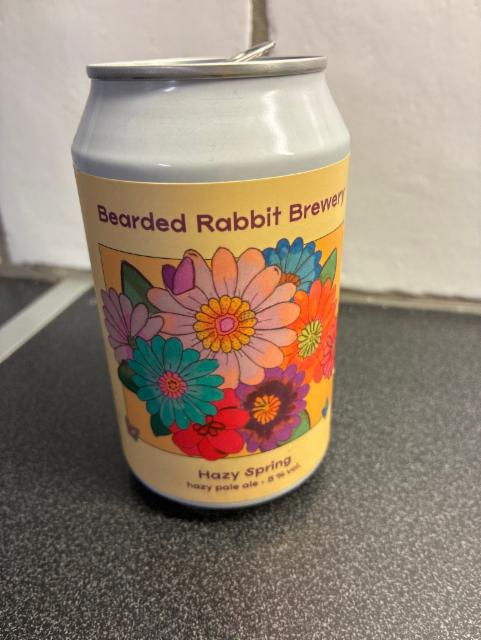 Bearded Rabbit Brewery
Hazy Spring
hazy pale ale • 5 % vol.